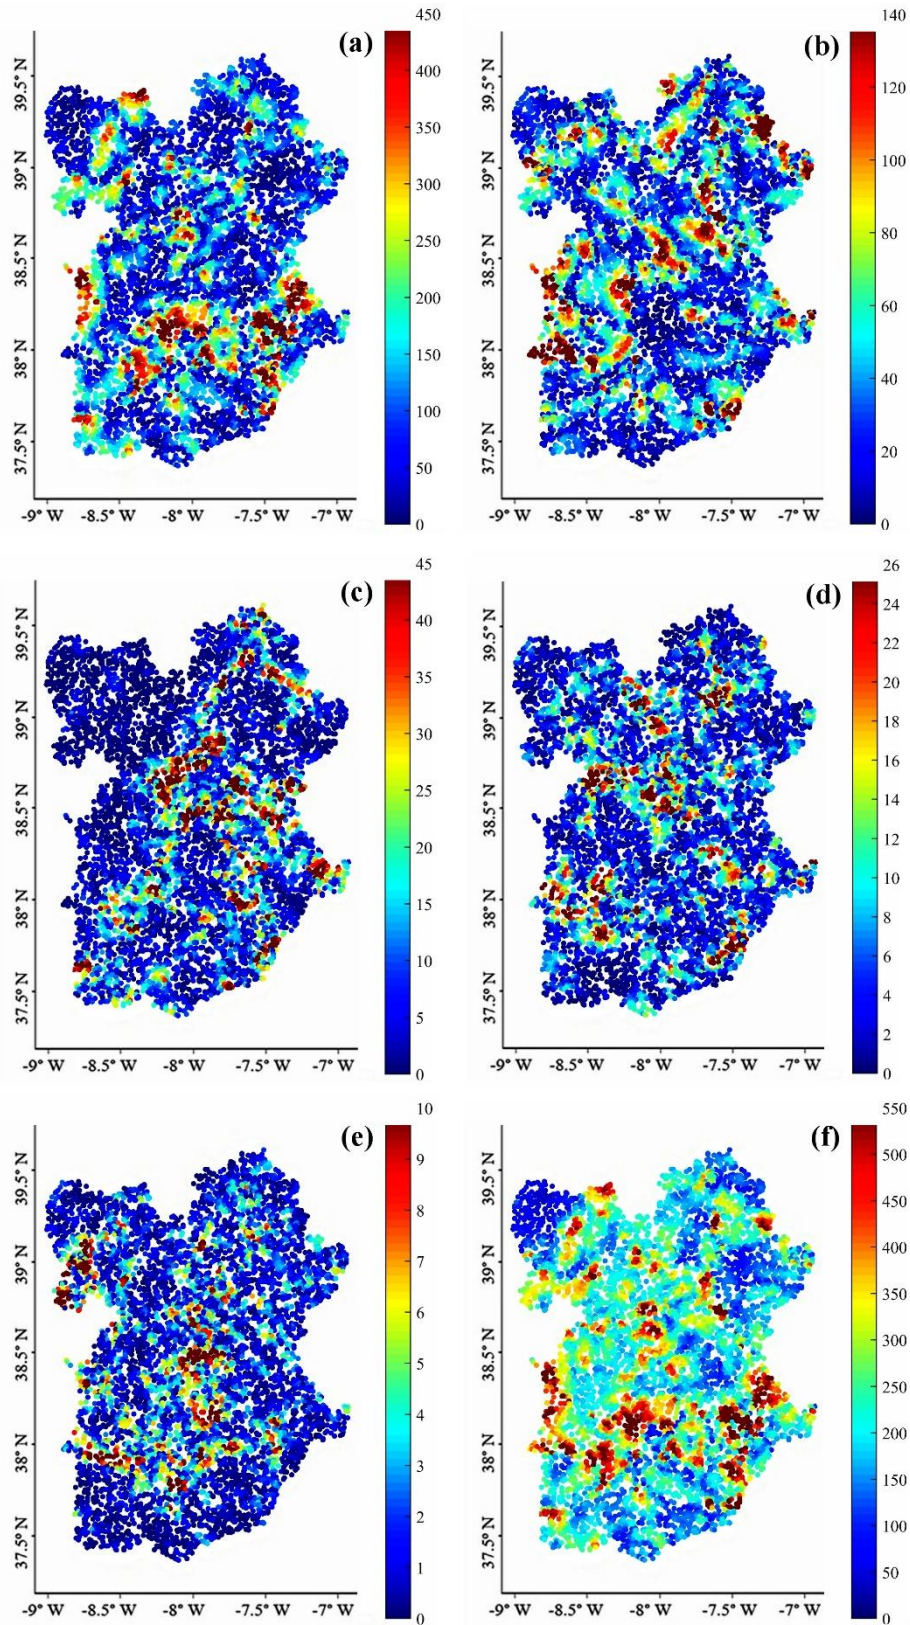 (a)
450
400
350
300
250
200
150
100
50
0
39.5° N
39° N
38.5° N
38° N
37.5° N
-9° W -8.5° W -8° W -7.5° W -7° W
(b)
140
120
100
80
60
40
20
0
39.5° N
39° N
38.5° N
38° N
37.5° N
-9° W -8.5° W -8° W -7.5° W -7° W
(c)
45
40
35
30
25
20
15
10
5
0
39.5° N
39° N
38.5° N
38° N
37.5° N
-9° W -8.5° W -8° W -7.5° W -7° W
(d)
26
24
22
20
18
16
14
12
10
8
6
4
2
0
39.5° N
39° N
38.5° N
38° N
37.5° N
-9° W -8.5° W -8° W -7.5° W -7° W
(e)
10
9
8
7
6
5
4
3
2
1
0
39.5° N
39° N
38.5° N
38° N
37.5° N
-9° W -8.5° W -8° W -7.5° W -7° W
(f)
550
500
450
400
350
300
250
200
150
100
50
0
39.5° N
39° N
38.5° N
38° N
37.5° N
-9° W -8.5° W -8° W -7.5° W -7° W